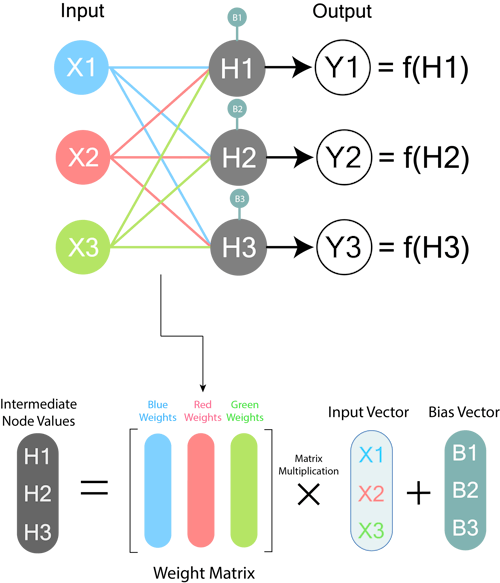 Input
Output
B1
X1
H1
Y1 = f(H1)
B2
X2
H2
Y2 = f(H2)
B3
X3
H3
Y3 = f(H3)
Intermediate
Node Values
Blue
Weights
Red
Weights
Green
Weights
Input Vector
Bias Vector
H1
H2
H3
=
Matrix
Multiplication
×
X1
X2
X3
+
B1
B2
B3
Weight Matrix